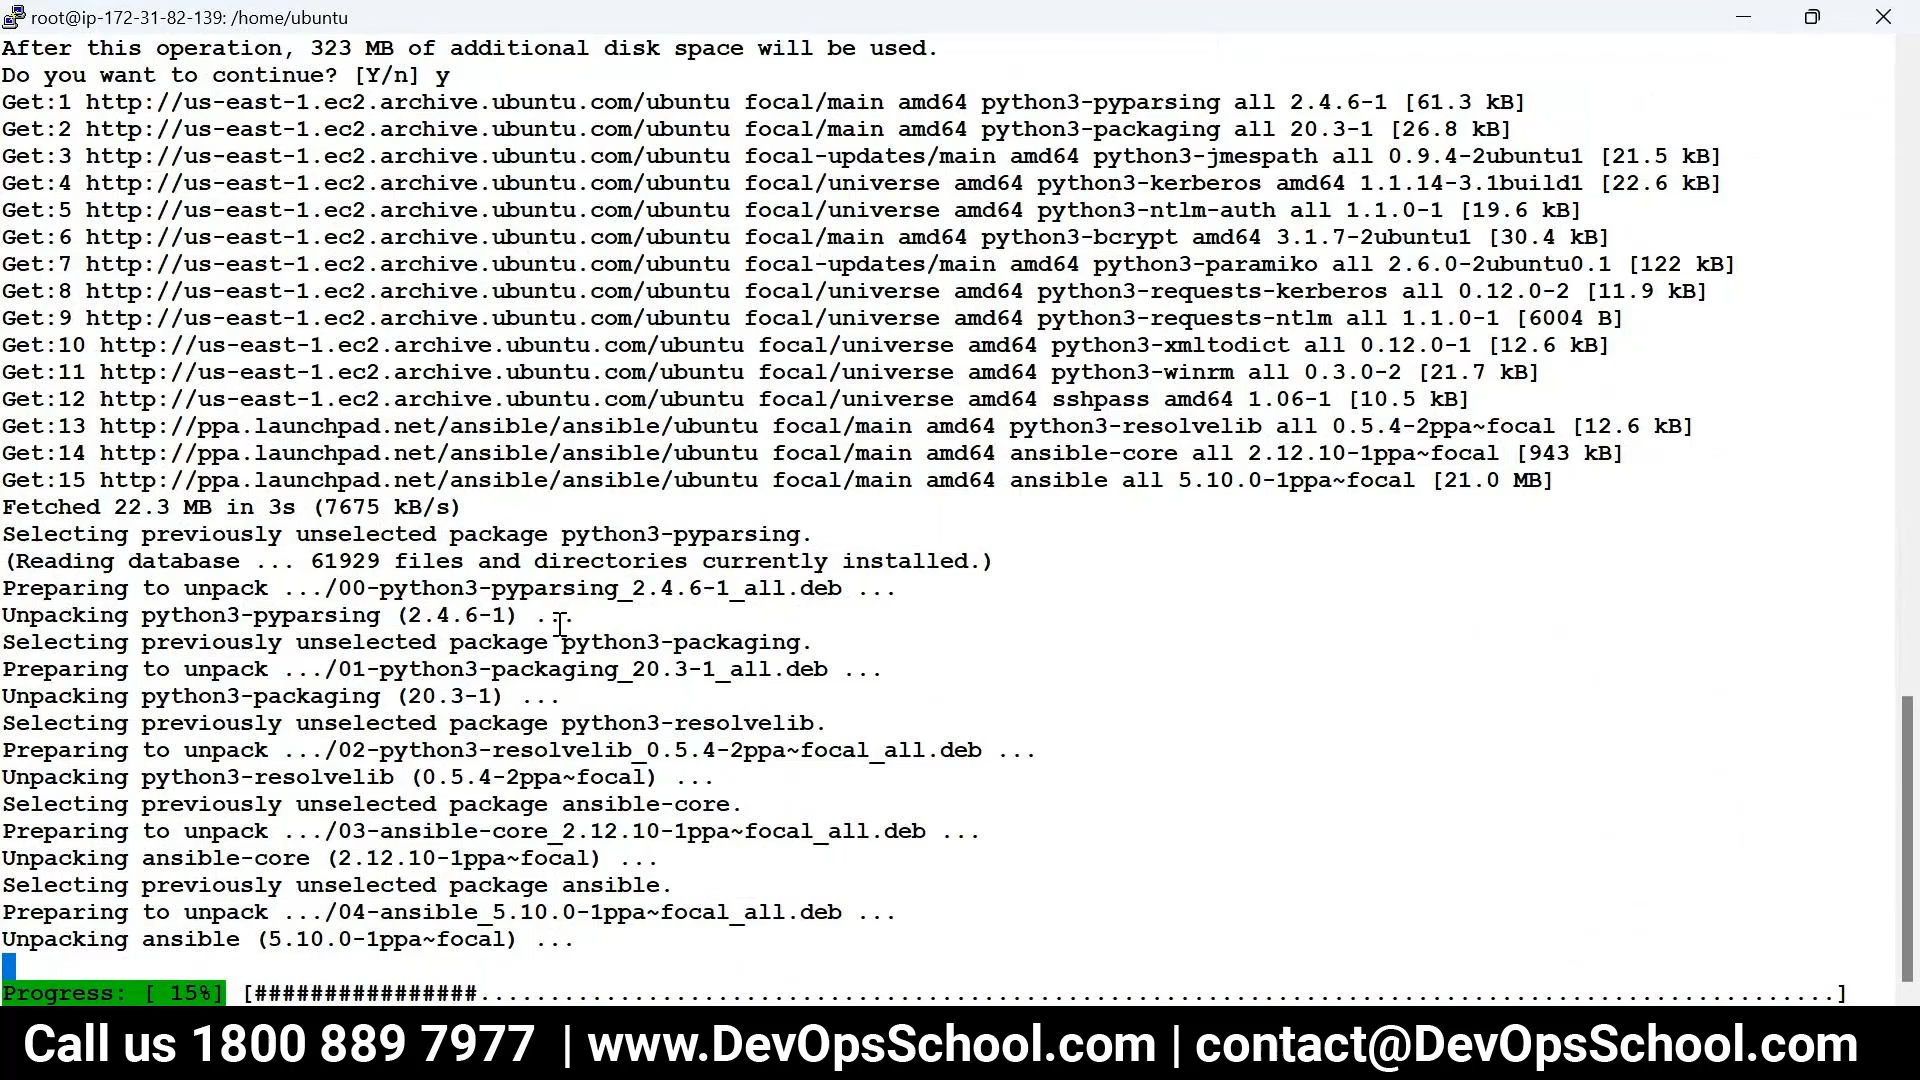 root@ip-172-31-82-139: /home/ubuntu
After this operation, 323 MB of additional disk space will be used.
Do you want to continue? [Y/n] y
Get:1 http://us-east-1.ec2.archive.ubuntu.com/ubuntu focal/main amd64 python3-pyparsing all 2.4.6-1 [61.3 kB]
Get:2 http://us-east-1.ec2.archive.ubuntu.com/ubuntu focal/main amd64 python3-packaging all 20.3-1 [26.8 kB]
Get:3 http://us-east-1.ec2.archive.ubuntu.com/ubuntu focal-updates/main amd64 python3-jmespath all 0.9.4-2ubuntu1 [21.5 kB]
Get:4 http://us-east-1.ec2.archive.ubuntu.com/ubuntu focal/universe amd64 python3-kerberos amd64 1.1.14-3.1build1 [22.6 kB]
Get:5 http://us-east-1.ec2.archive.ubuntu.com/ubuntu focal/universe amd64 python3-ntlm-auth all 1.1.0-1 [19.6 kB]
Get:6 http://us-east-1.ec2.archive.ubuntu.com/ubuntu focal/main amd64 python3-bcrypt amd64 3.1.7-2ubuntu1 [30.4 kB]
Get:7 http://us-east-1.ec2.archive.ubuntu.com/ubuntu focal-updates/main amd64 python3-paramiko all 2.6.0-2ubuntu0.1 [122 kB]
Get:8 http://us-east-1.ec2.archive.ubuntu.com/ubuntu focal/universe amd64 python3-requests-kerberos all 0.12.0-2 [11.9 kB]
Get:9 http://us-east-1.ec2.archive.ubuntu.com/ubuntu focal/universe amd64 python3-requests-ntlm all 1.1.0-1 [6004 B]
Get:10 http://us-east-1.ec2.archive.ubuntu.com/ubuntu focal/universe amd64 python3-xmltodict all 0.12.0-1 [12.6 kB]
Get:11 http://us-east-1.ec2.archive.ubuntu.com/ubuntu focal/universe amd64 python3-winrm all 0.3.0-2 [21.7 kB]
Get:12 http://us-east-1.ec2.archive.ubuntu.com/ubuntu focal/universe amd64 sshpass amd64 1.06-1 [10.5 kB]
Get:13 http://ppa.launchpad.net/ansible/ansible/ubuntu focal/main amd64 python3-resolvelib all 0.5.4-2ppa~focal [12.6 kB]
Get:14 http://ppa.launchpad.net/ansible/ansible/ubuntu focal/main amd64 ansible-core all 2.12.10-1ppa~focal [943 kB]
Get:15 http://ppa.launchpad.net/ansible/ansible/ubuntu focal/main amd64 ansible all 5.10.0-1ppa~focal [21.0 MB]
Fetched 22.3 MB in 3s (7675 kB/s)
Selecting previously unselected package python3-pyparsing.
(Reading database ... 61929 files and directories currently installed.)
Preparing to unpack .../00-python3-pyparsing_2.4.6-1_all.deb ...
Unpacking python3-pyparsing (2.4.6-1) ...
Selecting previously unselected package python3-packaging.
Preparing to unpack .../01-python3-packaging_20.3-1_all.deb ...
Unpacking python3-packaging (20.3-1) ...
Selecting previously unselected package python3-resolvelib.
Preparing to unpack .../02-python3-resolvelib_0.5.4-2ppa~focal_all.deb ...
Unpacking python3-resolvelib (0.5.4-2ppa~focal) ...
Selecting previously unselected package ansible-core.
Preparing to unpack .../03-ansible-core_2.12.10-1ppa~focal_all.deb ...
Unpacking ansible-core (2.12.10-1ppa~focal) ...
Selecting previously unselected package ansible.
Preparing to unpack .../04-ansible_5.10.0-1ppa~focal_all.deb ...
Unpacking ansible (5.10.0-1ppa~focal) ...
Progress: [ 15%] [################.................................................................................................]
Call us 1800 889 7977 | www.DevOpsSchool.com | contact@DevOpsSchool.com